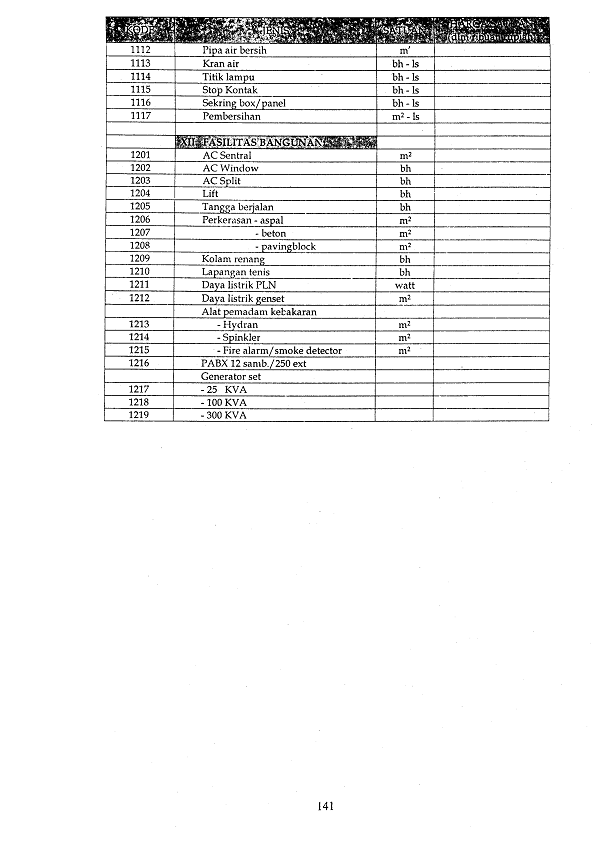 KODE JENIS SATUAN HARGA SATUAN
1112 Pipa air bersih m'
1113 Kran air bh - ls
1114 Titik lampu bh - ls
1115 Stop Kontak bh - ls
1116 Sekring box/panel bh - ls
1117 Pembersihan m² - ls
XII FASILITAS BANGUNAN
1201 AC Sentral m²
1202 AC Window bh
1203 AC Split bh
1204 Lift bh
1205 Tangga berjalan bh
1206 Perkerasan - aspal m²
1207 - beton m²
1208 - pavingblock m²
1209 Kolam renang bh
1210 Lapangan tenis bh
1211 Daya listrik PLN watt
1212 Daya listrik genset m²
Alat pemadam kebakaran
1213 - Hydran m²
1214 - Spinkler m²
1215 - Fire alarm/smoke detector m²
1216 PABX 12 samb./250 ext
Generator set
1217 - 25 KVA
1218 - 100 KVA
1219 - 300 KVA
141